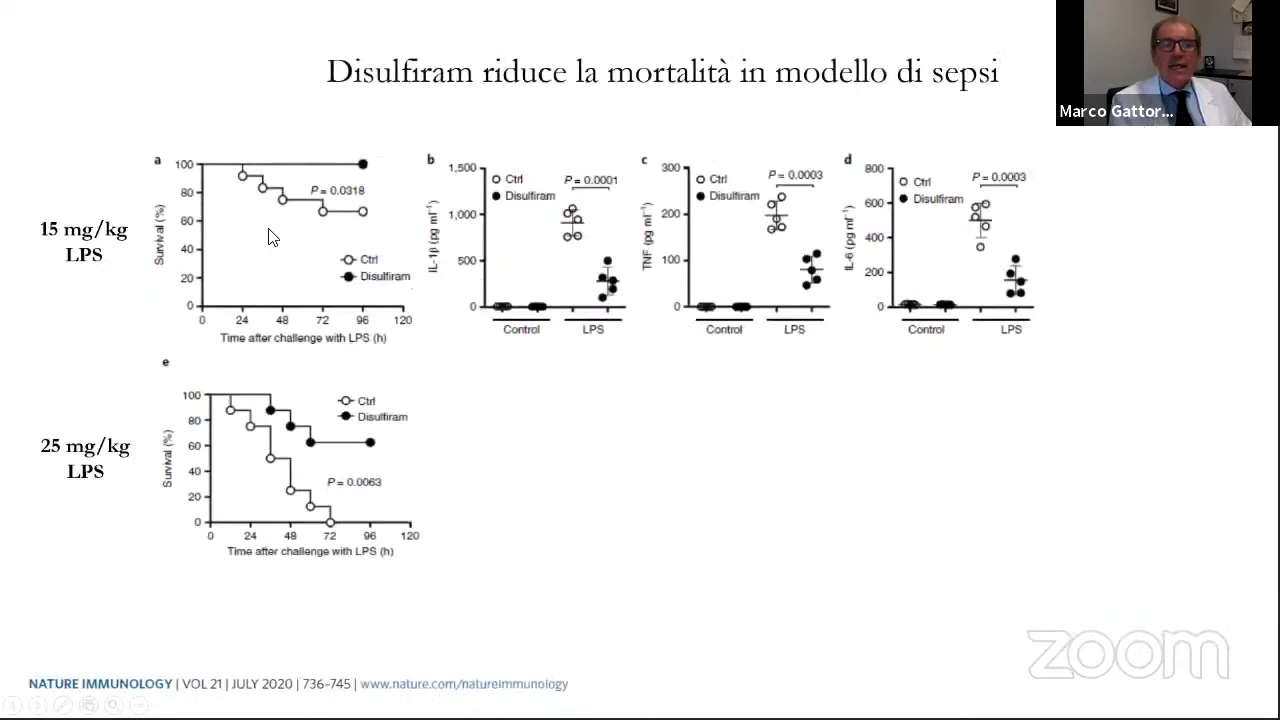 Disulfiram riduce la mortalità in modello di sepsi
Marco Gattor...
15 mg/kg
LPS
a
Survival (%)
100
80
60
40
20
0
P = 0.0318
Ctrl
Disulfiram
0 24 48 72 96 120
Time after challenge with LPS (h)
b
IL-1β (pg ml⁻¹)
1,500
1,000
500
0
Ctrl
Disulfiram
P = 0.0001
Control LPS
c
TNF (pg ml⁻¹)
300
200
100
0
Ctrl
Disulfiram
P = 0.0003
Control LPS
d
IL-6 (pg ml⁻¹)
800
600
400
200
0
Ctrl
Disulfiram
P = 0.0003
Control LPS
25 mg/kg
LPS
e
Survival (%)
100
80
60
40
20
0
Ctrl
Disulfiram
P = 0.0063
0 24 48 72 96 120
Time after challenge with LPS (h)
zoom
NATURE IMMUNOLOGY | VOL 21 | JULY 2020 | 736–745 | www.nature.com/natureimmunology